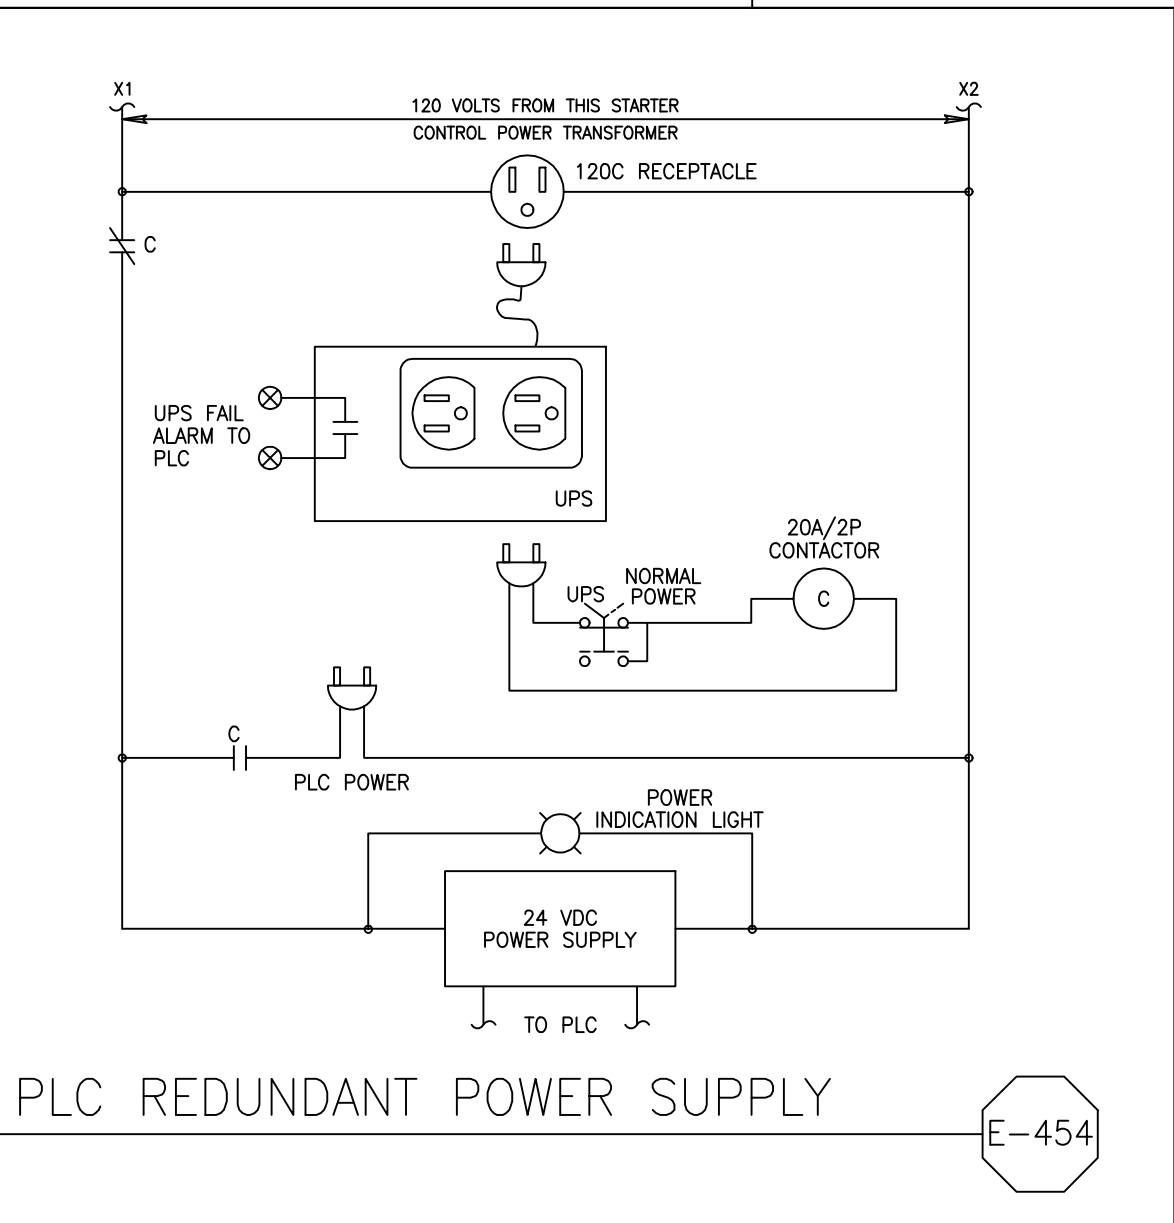 X1
X2
120 VOLTS FROM THIS STARTER
CONTROL POWER TRANSFORMER
120C RECEPTACLE
C
UPS FAIL
ALARM TO
PLC
UPS
20A/2P
CONTACTOR
NORMAL
POWER
UPS
C
C
PLC POWER
POWER
INDICATION LIGHT
24 VDC
POWER SUPPLY
TO PLC
PLC REDUNDANT POWER SUPPLY
E-454